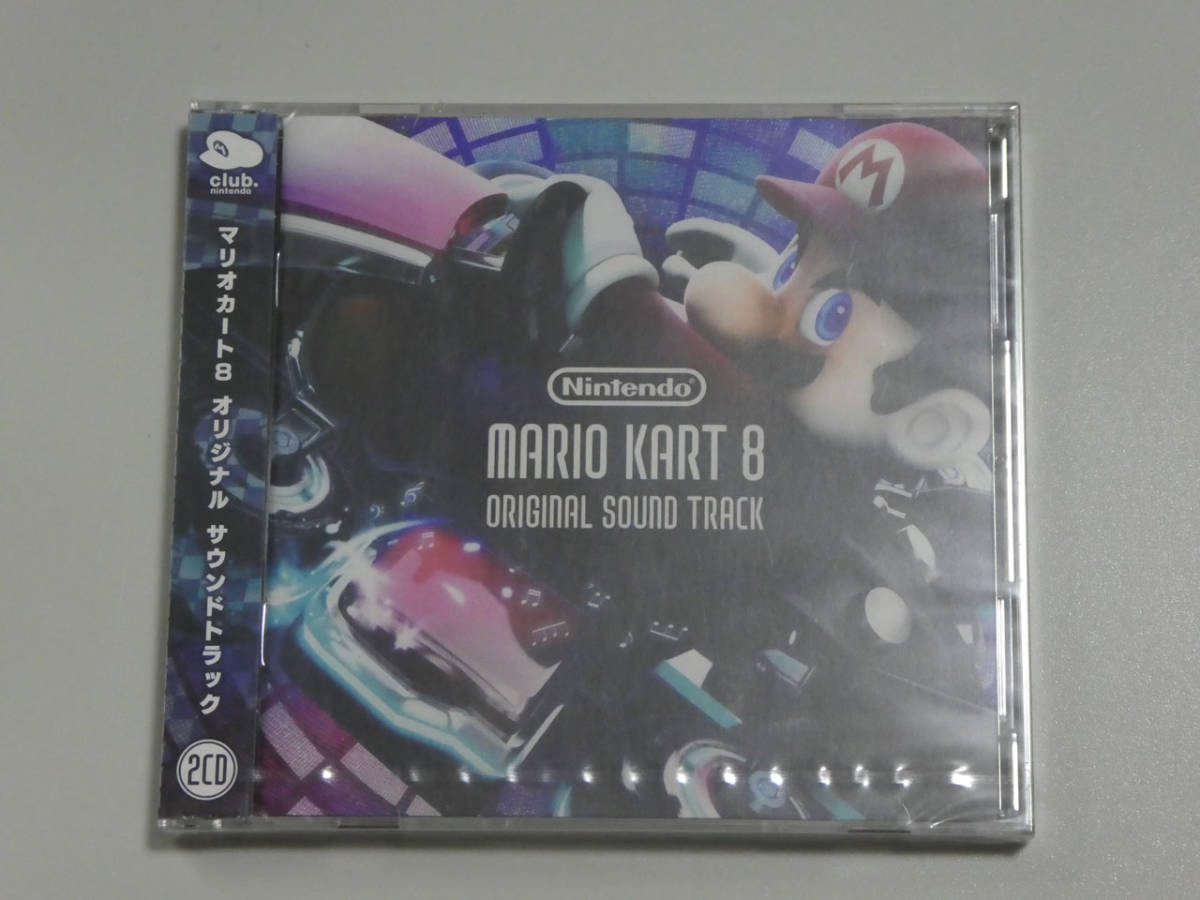 club.
nintendo
マリオカート8 オリジナル サウンドトラック
2CD
M
Nintendo®
MARIO KART 8
ORIGINAL SOUND TRACK